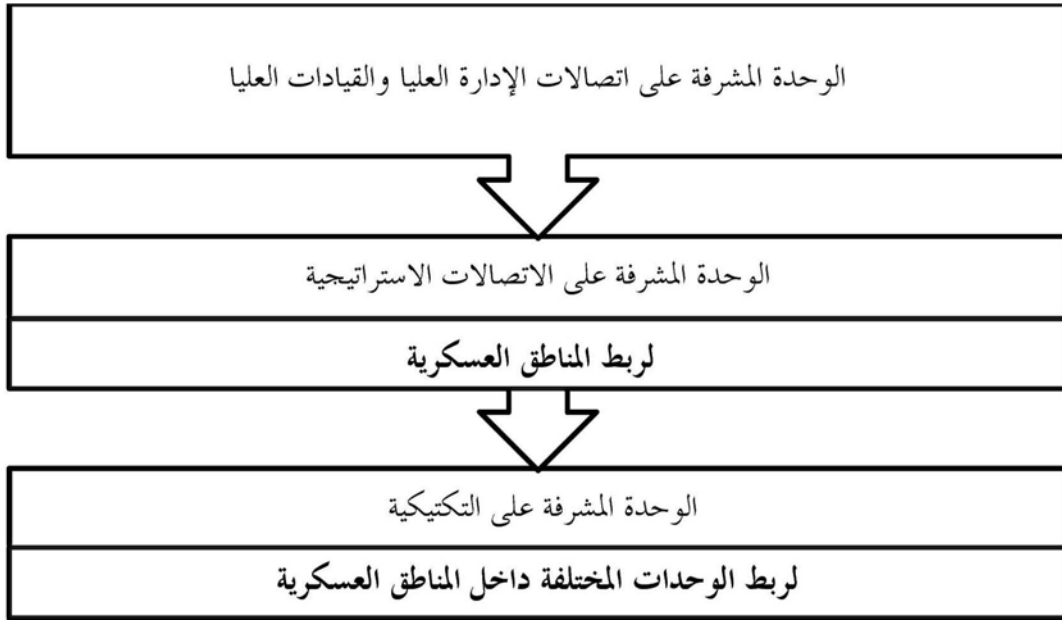 الوحدة المشرفة على اتصالات الإدارة العليا والقيادات العليا
الوحدة المشرفة على الاتصالات الاستراتيجية
لربط المناطق العسكرية
الوحدة المشرفة على التكتيكية
لربط الوحدات المختلفة داخل المناطق العسكرية